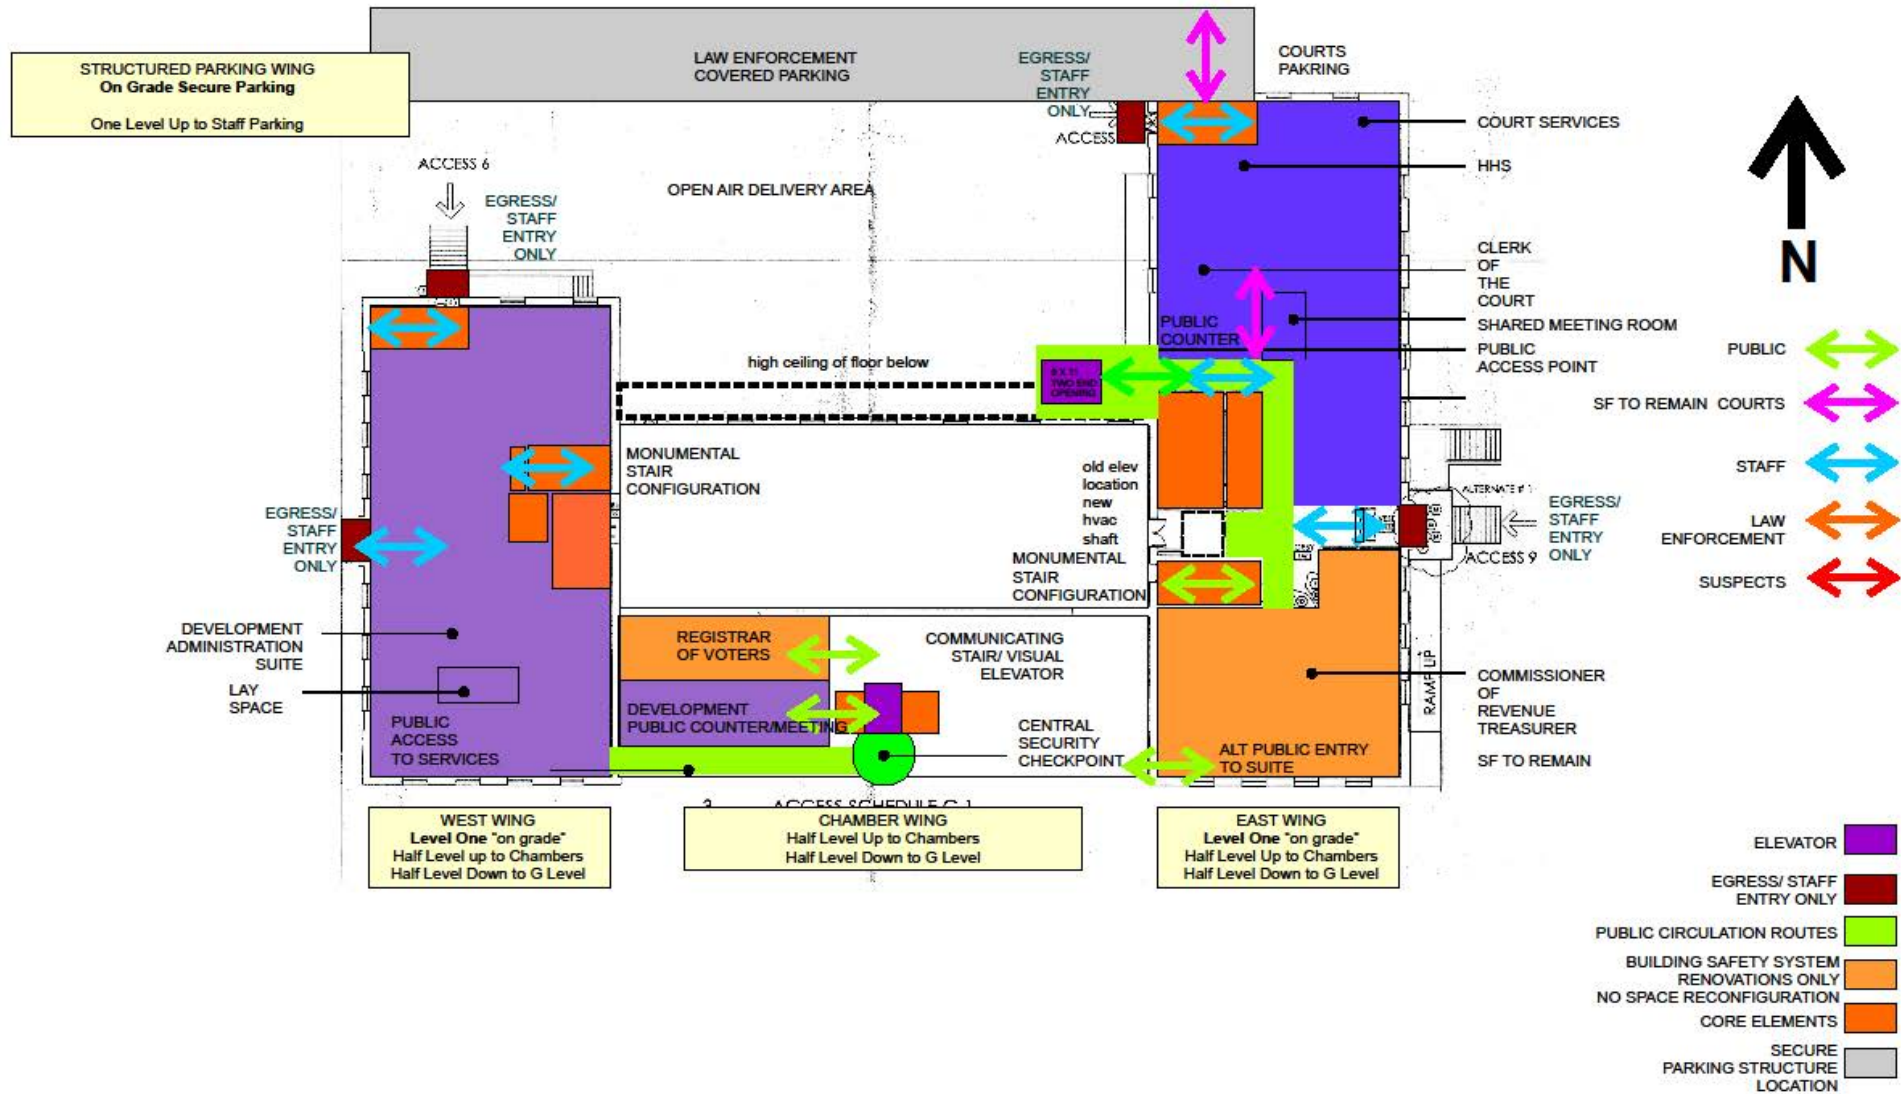 STRUCTURED PARKING WING
On Grade Secure Parking
One Level Up to Staff Parking
LAW ENFORCEMENT
COVERED PARKING
EGRESS/
STAFF
ENTRY
ONLY
ACCESS
COURTS
PAKRING
COURT SERVICES
HHS
CLERK
OF
THE
COURT
SHARED MEETING ROOM
PUBLIC
ACCESS POINT
N
ACCESS 6
EGRESS/
STAFF
ENTRY
ONLY
OPEN AIR DELIVERY AREA
PUBLIC
COUNTER
high ceiling of floor below
TWO END
OPENING
PUBLIC
SF TO REMAIN COURTS
STAFF
LAW
ENFORCEMENT
SUSPECTS
MONUMENTAL
STAIR
CONFIGURATION
old elev
location
new
hvac
shaft
MONUMENTAL
STAIR
CONFIGURATION
ALTERNATE # 1
EGRESS/
STAFF
ENTRY
ONLY
ACCESS 9
EGRESS/
STAFF
ENTRY
ONLY
DEVELOPMENT
ADMINISTRATION
SUITE
LAY
SPACE
PUBLIC
ACCESS
TO SERVICES
REGISTRAR
OF VOTERS
DEVELOPMENT
PUBLIC COUNTER/MEETING
COMMUNICATING
STAIR/ VISUAL
ELEVATOR
CENTRAL
SECURITY
CHECKPOINT
ALT PUBLIC ENTRY
TO SUITE
RAMP UP
COMMISSIONER
OF
REVENUE
TREASURER
SF TO REMAIN
3 ACCESS SCHEDULE C 1
WEST WING
Level One "on grade"
Half Level up to Chambers
Half Level Down to G Level
CHAMBER WING
Half Level Up to Chambers
Half Level Down to G Level
EAST WING
Level One "on grade"
Half Level Up to Chambers
Half Level Down to G Level
ELEVATOR
EGRESS/ STAFF
ENTRY ONLY
PUBLIC CIRCULATION ROUTES
BUILDING SAFETY SYSTEM
RENOVATIONS ONLY
NO SPACE RECONFIGURATION
CORE ELEMENTS
SECURE
PARKING STRUCTURE
LOCATION